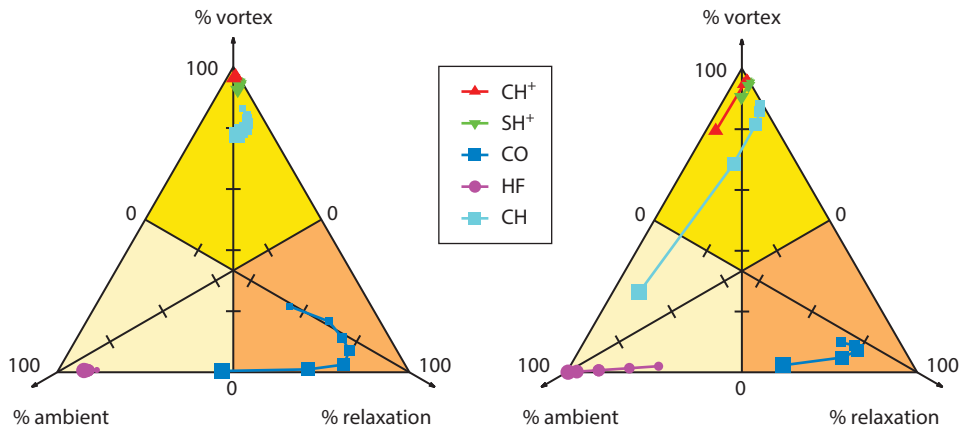 % vortex
100
0
0
100
0
100
% ambient
% relaxation
CH⁺
SH⁺
CO
HF
CH
% vortex
100
0
0
100
0
100
% ambient
% relaxation